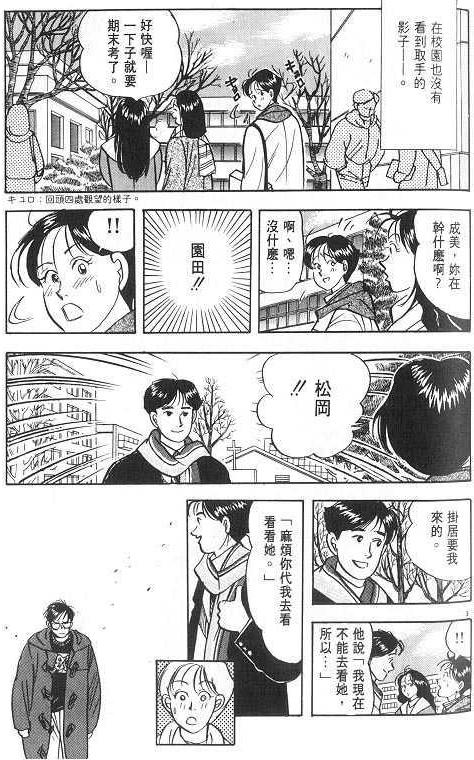 在校園也沒有
看到取手的
影子——。
好快喔—
一下子就要
期末考了。
キョロ
キョロ
キョロ：回頭四處觀望的樣子。
成美，妳在
幹什麼啊？
啊、嗯…
沒什麼…
園田!!
!!
松岡
!!
掛居要我
來的。
!!
他說「我現在
不能去看她，
所以…」
「麻煩你代我去看
看她。」